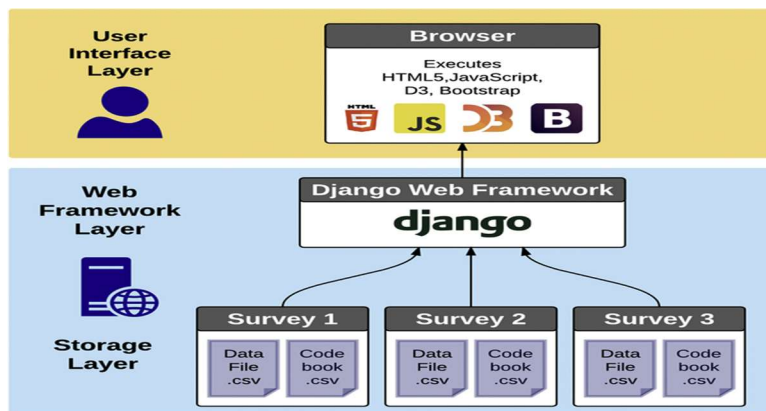 User
Interface
Layer
Browser
Executes
HTML5,JavaScript,
D3, Bootstrap
HTML
5
JS
D3
B
Web
Framework
Layer
Django Web Framework
django
Storage
Layer
Survey 1
Data
File
.csv
Code
book
.csv
Survey 2
Data
File
.csv
Code
book
.csv
Survey 3
Data
File
.csv
Code
book
.csv